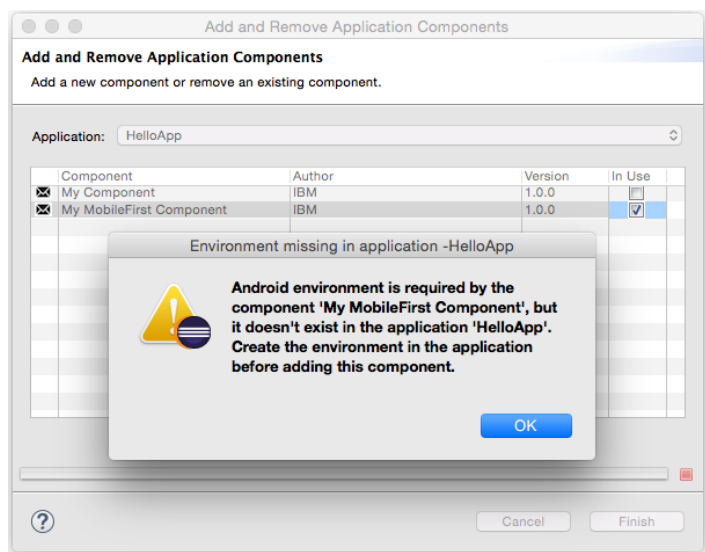 Add and Remove Application Components
Add and Remove Application Components
Add a new component or remove an existing component.
Application: HelloApp
Component Author Version In Use
My Component IBM 1.0.0
My MobileFirst Component IBM 1.0.0
Environment missing in application -HelloApp
Android environment is required by the
component 'My MobileFirst Component', but
it doesn't exist in the application 'HelloApp'.
Create the environment in the application
before adding this component.
OK
? Cancel Finish